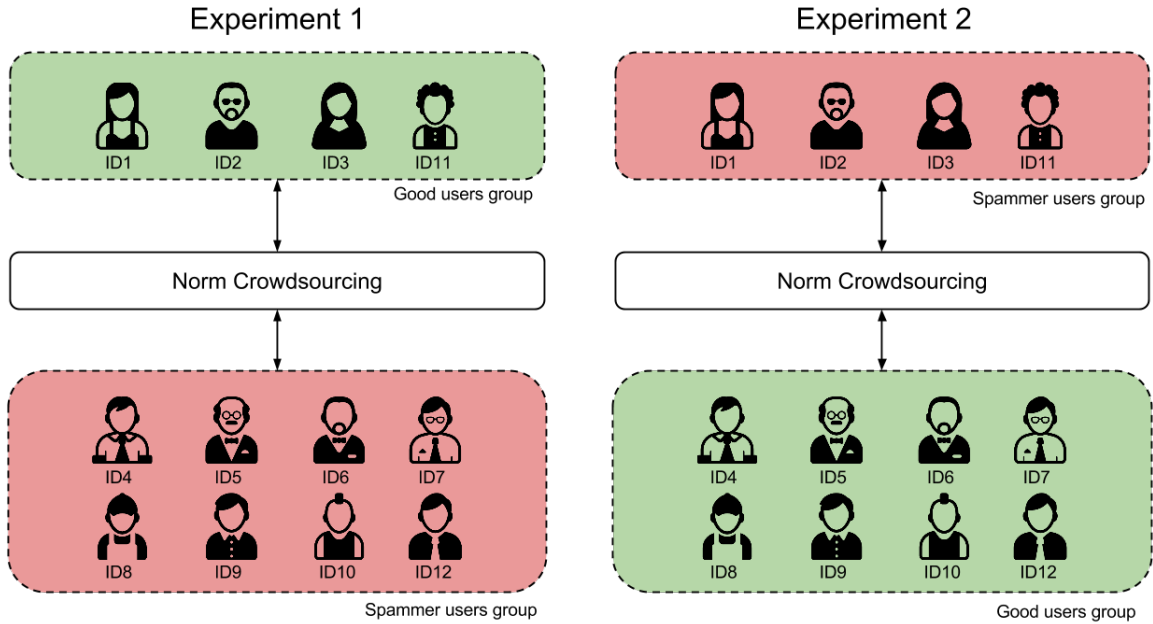 Experiment 1
Experiment 2
ID1 ID2 ID3 ID11
Good users group
ID1 ID2 ID3 ID11
Spammer users group
Norm Crowdsourcing
Norm Crowdsourcing
ID4 ID5 ID6 ID7
ID8 ID9 ID10 ID12
Spammer users group
ID4 ID5 ID6 ID7
ID8 ID9 ID10 ID12
Good users group